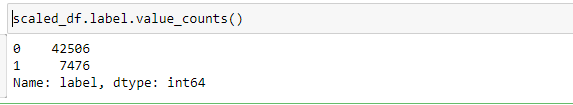 scaled_df.label.value_counts()
0    42506
1     7476
Name: label, dtype: int64